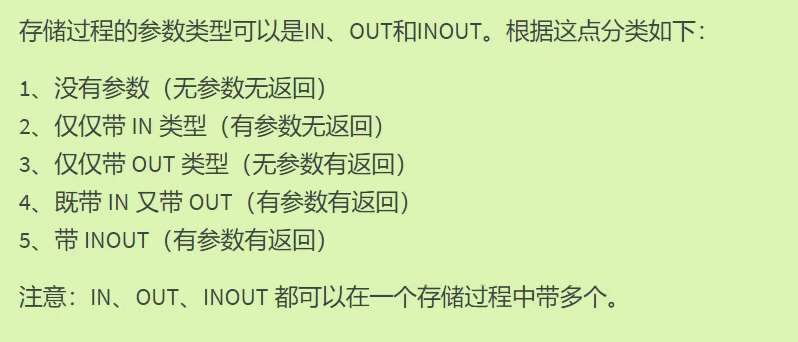 存储过程的参数类型可以是IN、OUT和INOUT。根据这点分类如下：
1、没有参数（无参数无返回）
2、仅仅带 IN 类型（有参数无返回）
3、仅仅带 OUT 类型（无参数有返回）
4、既带 IN 又带 OUT（有参数有返回）
5、带 INOUT（有参数有返回）
注意：IN、OUT、INOUT 都可以在一个存储过程中带多个。